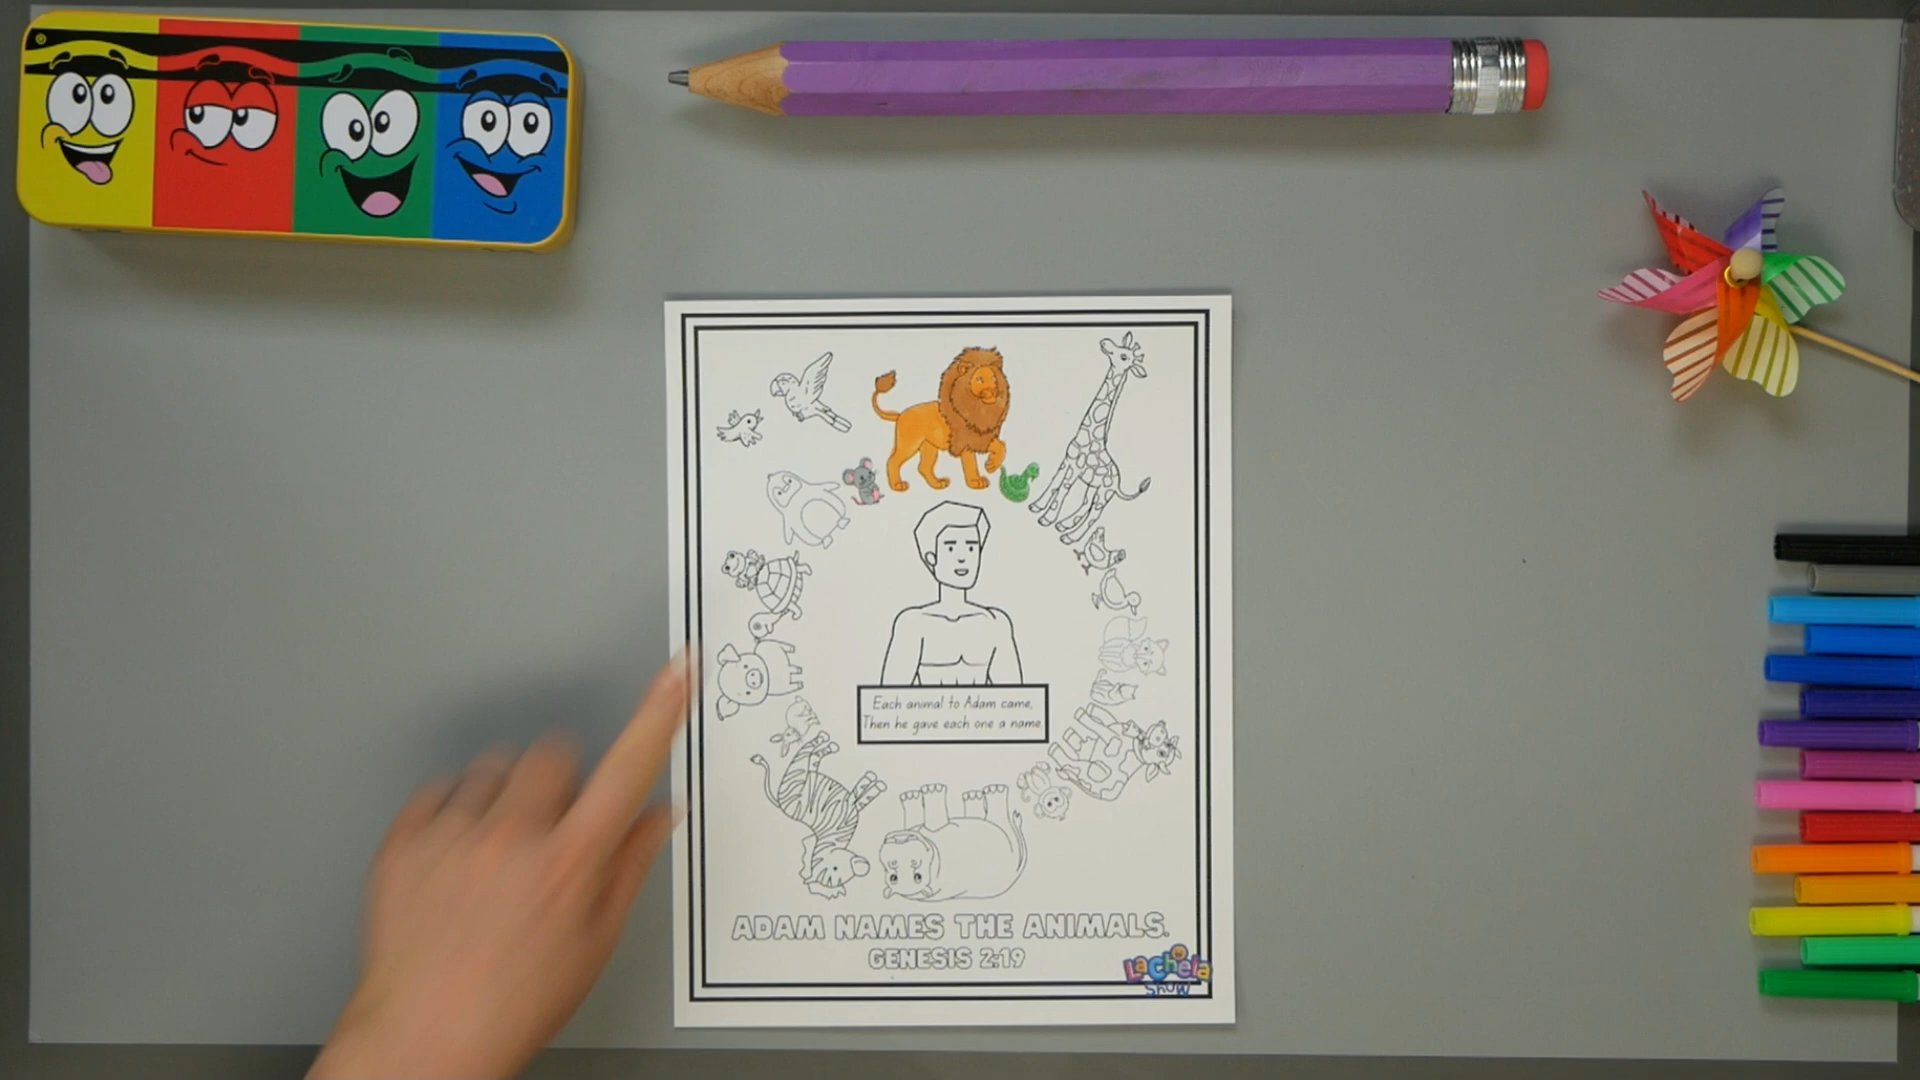 Each animal to Adam came,
Then he gave each one a name.
ADAM NAMES THE ANIMALS.
GENESIS 2:19
LaChela
Show